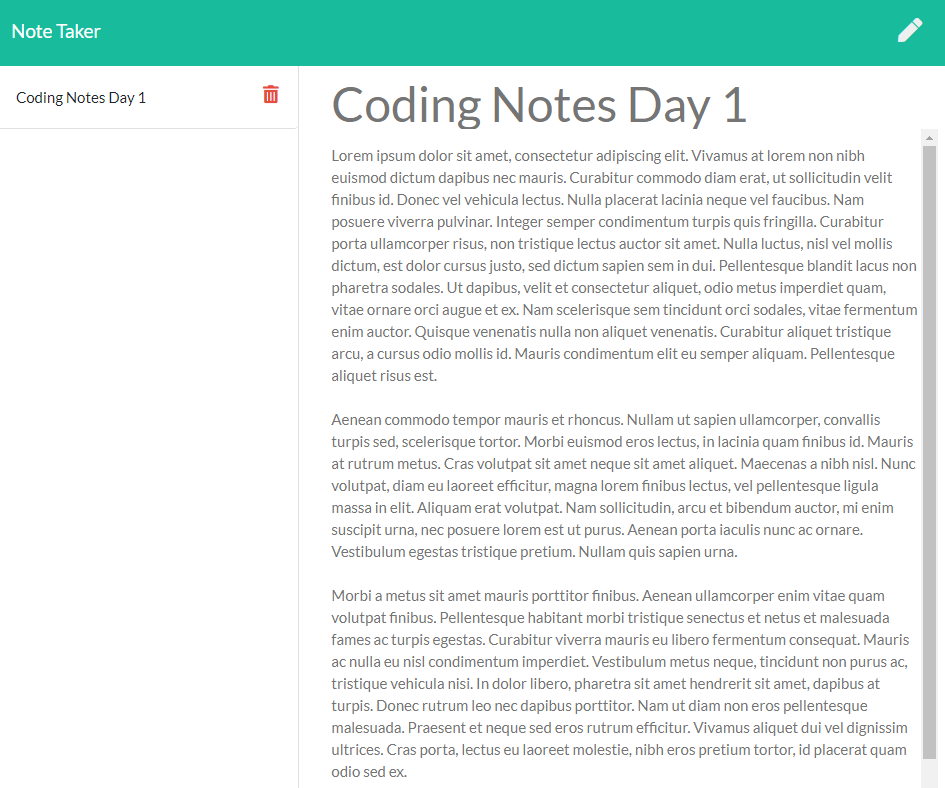 Note Taker
Coding Notes Day 1
Coding Notes Day 1
Lorem ipsum dolor sit amet, consectetur adipiscing elit. Vivamus at lorem non nibh
euismod dictum dapibus nec mauris. Curabitur commodo diam erat, ut sollicitudin velit
finibus id. Donec vel vehicula lectus. Nulla placerat lacinia neque vel faucibus. Nam
posuere viverra pulvinar. Integer semper condimentum turpis quis fringilla. Curabitur
porta ullamcorper risus, non tristique lectus auctor sit amet. Nulla luctus, nisl vel mollis
dictum, est dolor cursus justo, sed dictum sapien sem in dui. Pellentesque blandit lacus non
pharetra sodales. Ut dapibus, velit et consectetur aliquet, odio metus imperdiet quam,
vitae ornare orci augue et ex. Nam scelerisque sem tincidunt orci sodales, vitae fermentum
enim auctor. Quisque venenatis nulla non aliquet venenatis. Curabitur aliquet tristique
arcu, a cursus odio mollis id. Mauris condimentum elit eu semper aliquam. Pellentesque
aliquet risus est.
Aenean commodo tempor mauris et rhoncus. Nullam ut sapien ullamcorper, convallis
turpis sed, scelerisque tortor. Morbi euismod eros lectus, in lacinia quam finibus id. Mauris
at rutrum metus. Cras volutpat sit amet neque sit amet aliquet. Maecenas a nibh nisl. Nunc
volutpat, diam eu laoreet efficitur, magna lorem finibus lectus, vel pellentesque ligula
massa in elit. Aliquam erat volutpat. Nam sollicitudin, arcu et bibendum auctor, mi enim
suscipit urna, nec posuere lorem est ut purus. Aenean porta iaculis nunc ac ornare.
Vestibulum egestas tristique pretium. Nullam quis sapien urna.
Morbi a metus sit amet mauris porttitor finibus. Aenean ullamcorper enim vitae quam
volutpat finibus. Pellentesque habitant morbi tristique senectus et netus et malesuada
fames ac turpis egestas. Curabitur viverra mauris eu libero fermentum consequat. Mauris
ac nulla eu nisl condimentum imperdiet. Vestibulum metus neque, tincidunt non purus ac,
tristique vehicula nisi. In dolor libero, pharetra sit amet hendrerit sit amet, dapibus at
turpis. Donec rutrum leo nec dapibus porttitor. Nam ut diam non eros pellentesque
malesuada. Praesent et neque sed eros rutrum efficitur. Vivamus aliquet dui vel dignissim
ultrices. Cras porta, lectus eu laoreet molestie, nibh eros pretium tortor, id placerat quam
odio sed ex.